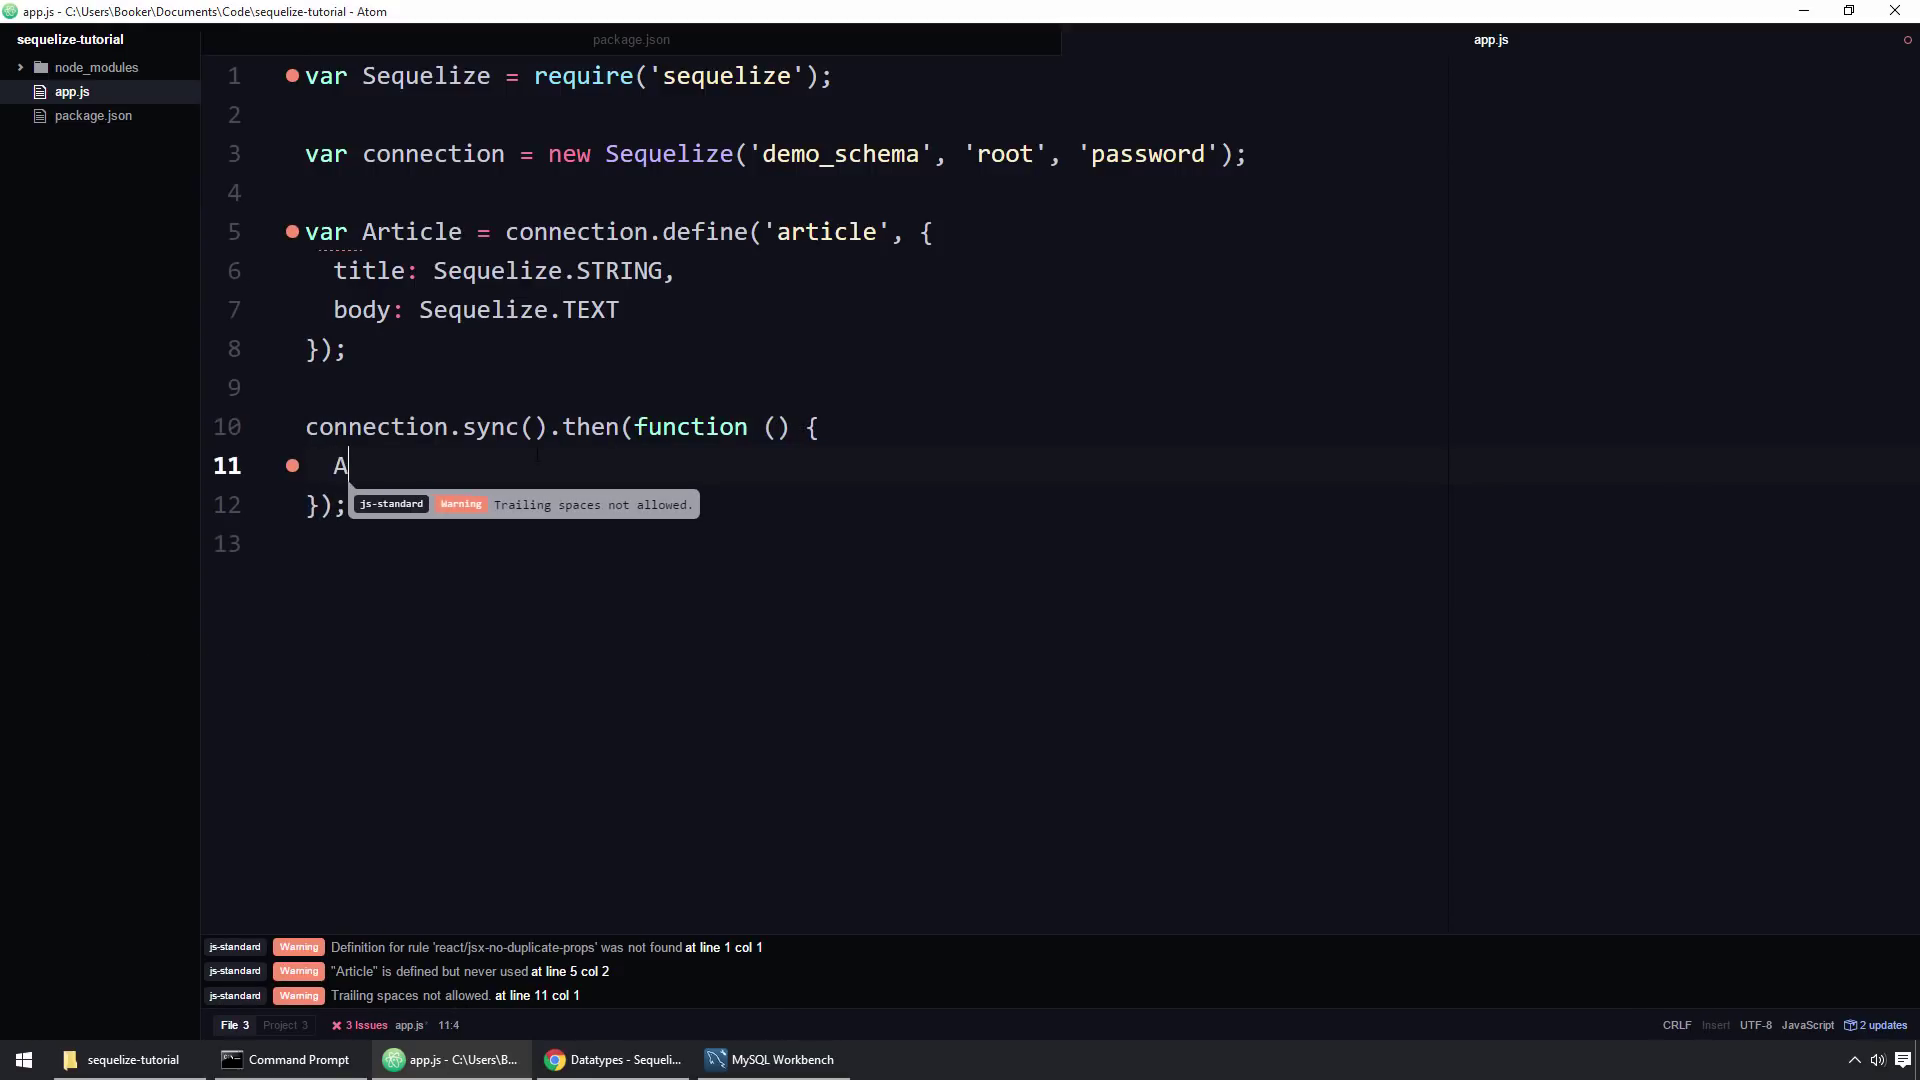 app.js - C:\Users\Booker\Documents\Code\sequelize-tutorial - Atom
sequelize-tutorial
node_modules
app.js
package.json
package.json
app.js
1 var Sequelize = require('sequelize');
2
3 var connection = new Sequelize('demo_schema', 'root', 'password');
4
5 var Article = connection.define('article', {
6 title: Sequelize.STRING,
7 body: Sequelize.TEXT
8 });
9
10 connection.sync().then(function () {
11 A
12 });
js-standard Warning Trailing spaces not allowed.
13
js-standard Warning Definition for rule 'react/jsx-no-duplicate-props' was not found at line 1 col 1
js-standard Warning "Article" is defined but never used at line 5 col 2
js-standard Warning Trailing spaces not allowed. at line 11 col 1
File 3 Project 3 3 Issues app.js* 11:4 CRLF Insert UTF-8 JavaScript 2 updates
sequelize-tutorial Command Prompt app.js - C:\Users\B... Datatypes - Sequeli... MySQL Workbench